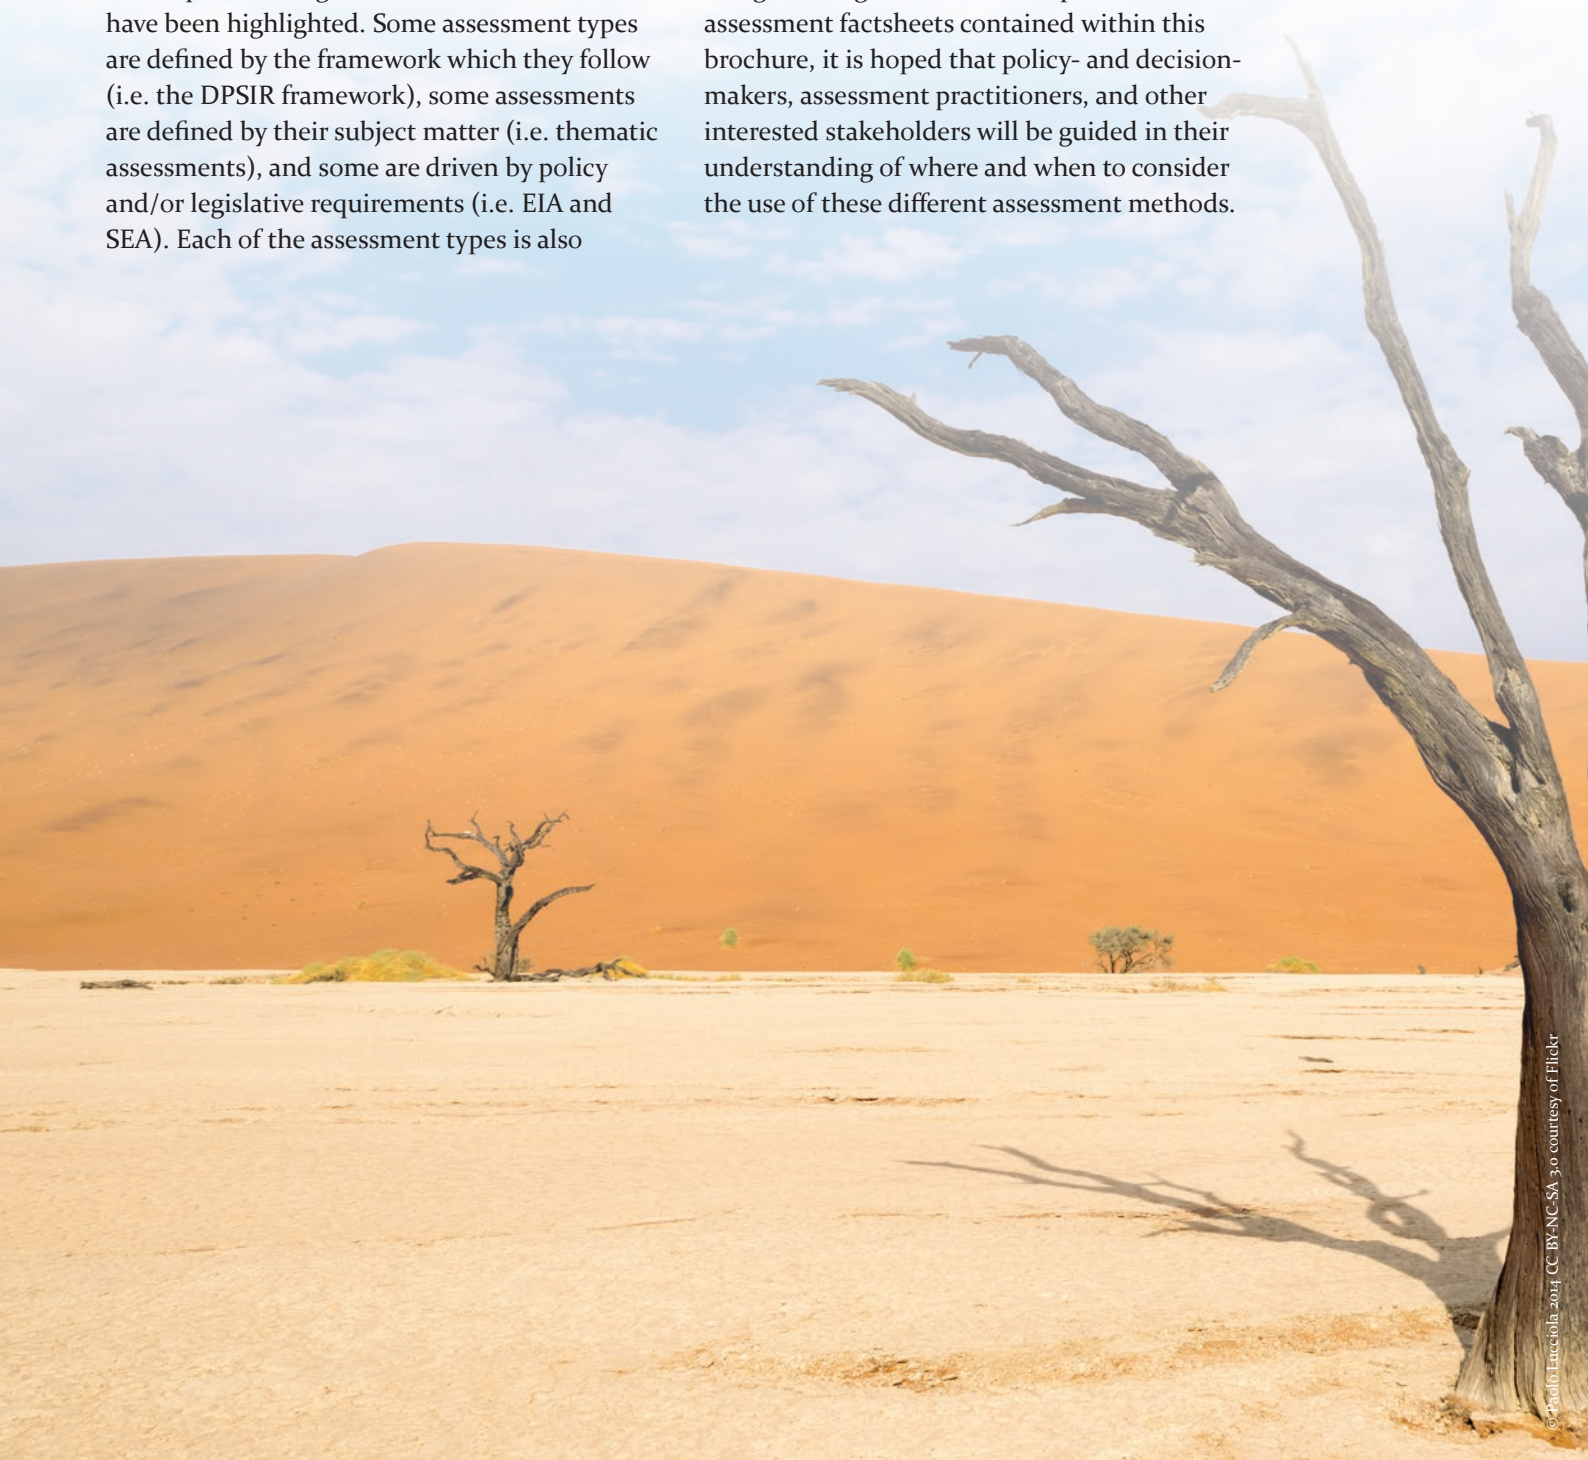 have been highlighted. Some assessment types
are defined by the framework which they follow
(i.e. the DPSIR framework), some assessments
are defined by their subject matter (i.e. thematic
assessments), and some are driven by policy
and/or legislative requirements (i.e. EIA and
SEA). Each of the assessment types is also
assessment factsheets contained within this
brochure, it is hoped that policy- and decision-
makers, assessment practitioners, and other
interested stakeholders will be guided in their
understanding of where and when to consider
the use of these different assessment methods.
© Paolo Lucciola 2014 CC BY-NC-SA 3.0 courtesy of Flickr